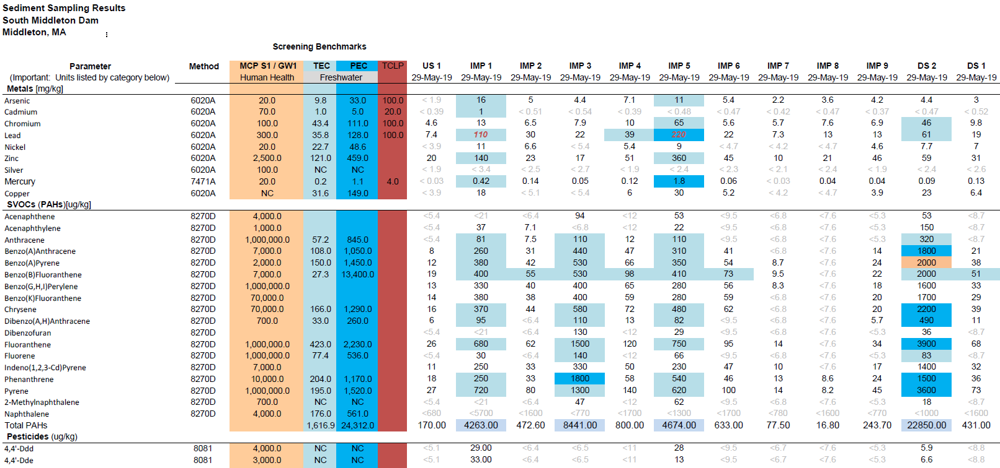 Sediment Sampling Results
South Middleton Dam
Middleton, MA
Screening Benchmarks
Parameter Method MCP S1 / GW1 TEC PEC TCLP US 1 IMP 1 IMP 2 IMP 3 IMP 4 IMP 5 IMP 6 IMP 7 IMP 8 IMP 9 DS 2 DS 1
(Important: Units listed by category below) Human Health Freshwater 29-May-19 29-May-19 29-May-19 29-May-19 29-May-19 29-May-19 29-May-19 29-May-19 29-May-19 29-May-19 29-May-19 29-May-19
Metals [mg/kg]
Arsenic 6020A 20.0 9.8 33.0 100.0 < 1.9 16 5 4.4 7.1 11 5.4 2.2 3.6 4.2 4.4 3
Cadmium 6020A 70.0 1.0 5.0 20.0 < 0.39 1 < 0.51 < 0.54 < 0.39 < 0.48 < 0.47 < 0.42 < 0.47 < 0.37 < 0.47 < 0.52
Chromium 6020A 100.0 43.4 111.0 100.0 4.6 13 6.5 7.9 10 65 5.6 5.7 7.6 6.9 46 9.8
Lead 6020A 300.0 35.8 128.0 100.0 7.4 110 30 22 39 220 22 7.3 13 13 61 19
Nickel 6020A 20.0 22.7 48.6 < 3.9 11 6.6 < 5.4 5.4 9 < 4.7 < 4.2 < 4.7 4.6 7.7 7
Zinc 6020A 2,500.0 121.0 459.0 20 140 23 17 51 360 45 10 21 46 59 31
Silver 6020A 100.0 NC NC < 1.9 < 3.4 < 2.5 < 2.7 < 1.9 < 2.4 < 2.3 < 2.1 < 2.4 < 1.9 < 2.4 < 2.6
Mercury 7471A 20.0 0.2 1.1 4.0 < 0.03 0.42 0.14 0.05 0.12 1.8 0.06 < 0.03 0.04 0.04 0.09 0.13
Copper 6020A NC 31.6 149.0 < 3.9 18 < 5.1 < 5.4 6 30 5.2 < 4.2 < 4.7 3.9 23 6.4
SVOCs (PAHs)[ug/kg]
Acenaphthene 8270D 4,000.0 <5.4 <21 <6.4 94 <12 53 <9.5 <6.8 <7.6 <5.3 53 <8.7
Acenaphthylene 8270D 1,000.0 <5.4 37 7.1 <6.8 <12 22 <9.5 <6.8 <7.6 <5.3 150 <8.7
Anthracene 8270D 1,000,000.0 57.2 845.0 <5.4 81 7.5 110 12 110 <9.5 <6.8 <7.6 <5.3 320 <8.7
Benzo(A)Anthracene 8270D 7,000.0 108.0 1,050.0 8 260 31 440 47 310 41 <6.8 <7.6 14 1800 21
Benzo(A)Pyrene 8270D 2,000.0 150.0 1,450.0 12 380 42 530 66 350 54 8.7 <7.6 24 2000 38
Benzo(B)Fluoranthene 8270D 7,000.0 27.3 13,400.0 19 400 55 530 98 410 73 9.5 <7.6 22 2000 51
Benzo(G,H,I)Perylene 8270D 1,000,000.0 13 330 40 400 65 280 56 8.3 <7.6 18 1600 33
Benzo(K)Fluoranthene 8270D 70,000.0 14 380 38 400 59 280 59 <6.8 <7.6 20 1700 29
Chrysene 8270D 70,000.0 166.0 1,290.0 16 370 44 580 72 480 62 <6.8 <7.6 20 2200 39
Dibenzo(A,H)Anthracene 8270D 700.0 33.0 260.0 6 95 <6.4 110 13 82 <9.5 <6.8 <7.6 5.7 490 11
Dibenzofuran 8270D <5.4 <21 <6.4 130 <12 29 <9.5 <6.8 <7.6 <5.3 36 <8.7
Fluoranthene 8270D 1,000,000.0 423.0 2,230.0 26 680 62 1500 120 750 95 14 <7.6 34 3900 68
Fluorene 8270D 1,000,000.0 77.4 536.0 <5.4 30 <6.4 140 <12 66 <9.5 <6.8 <7.6 <5.3 83 <8.7
Indeno(1,2,3-Cd)Pyrene 8270D 7,000.0 11 250 33 330 50 230 47 10 <7.6 17 1400 32
Phenanthrene 8270D 10,000.0 204.0 1,170.0 18 250 33 1800 58 540 46 13 8.6 24 1500 36
Pyrene 8270D 1,000,000.0 195.0 1,520.0 27 720 80 1300 140 620 100 14 8.2 45 3600 73
2-Methylnaphthalene 8270D 700.0 NC NC <5.4 <21 <6.4 47 <12 62 <9.5 <6.8 <7.6 <5.3 18 <8.7
Naphthalene 8270D 4,000.0 176.0 561.0 <680 <5700 <1600 <770 <1700 <1300 <1700 <780 <1600 <770 <1000 <1600
Total PAHs 1,616.9 24,312.0 170.00 4263.00 472.60 8441.00 800.00 4674.00 633.00 77.50 16.80 243.70 22850.00 431.00
Pesticides (ug/kg)
4,4'-Ddd 8081 4,000.0 NC NC <5.1 29.00 <6.4 <6.5 <11 28 <9.5 <6.7 <7.6 <5.3 5.9 <8.8
4,4'-Dde 8081 3,000.0 NC NC <5.1 33.00 <6.4 <6.5 <11 13 <9.5 <6.7 <7.6 <5.3 6.6 <8.8